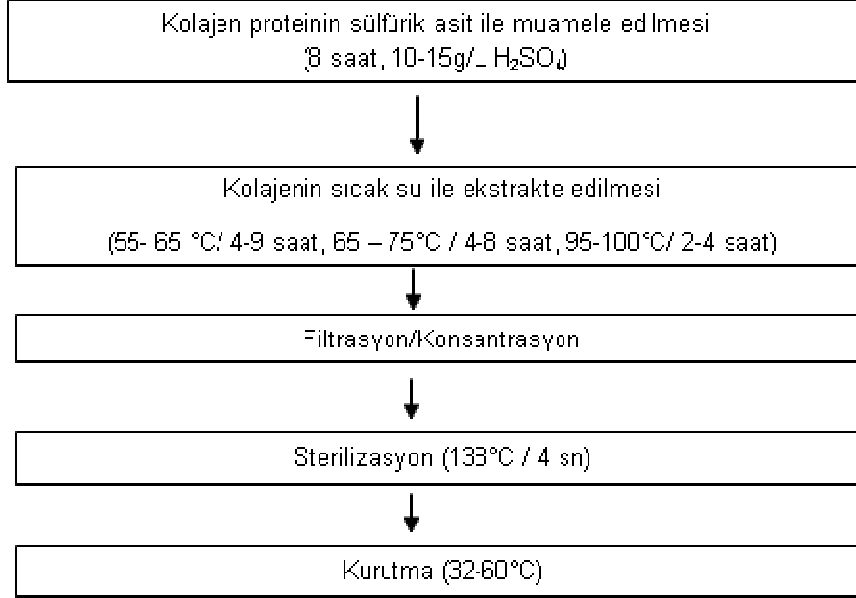 Kolajen proteinin sülfürik asit ile muamele edilmesi
(8 saat, 10-15g/L H₂SO₄)
Kolajenin sıcak su ile ekstrakte edilmesi
(55- 65 °C/ 4-9 saat, 65 – 75°C / 4-8 saat, 95-100°C/ 2-4 saat)
Filtrasyon/Konsantrasyon
Sterilizasyon (138°C / 4 sn)
Kurutma (32-60°C)